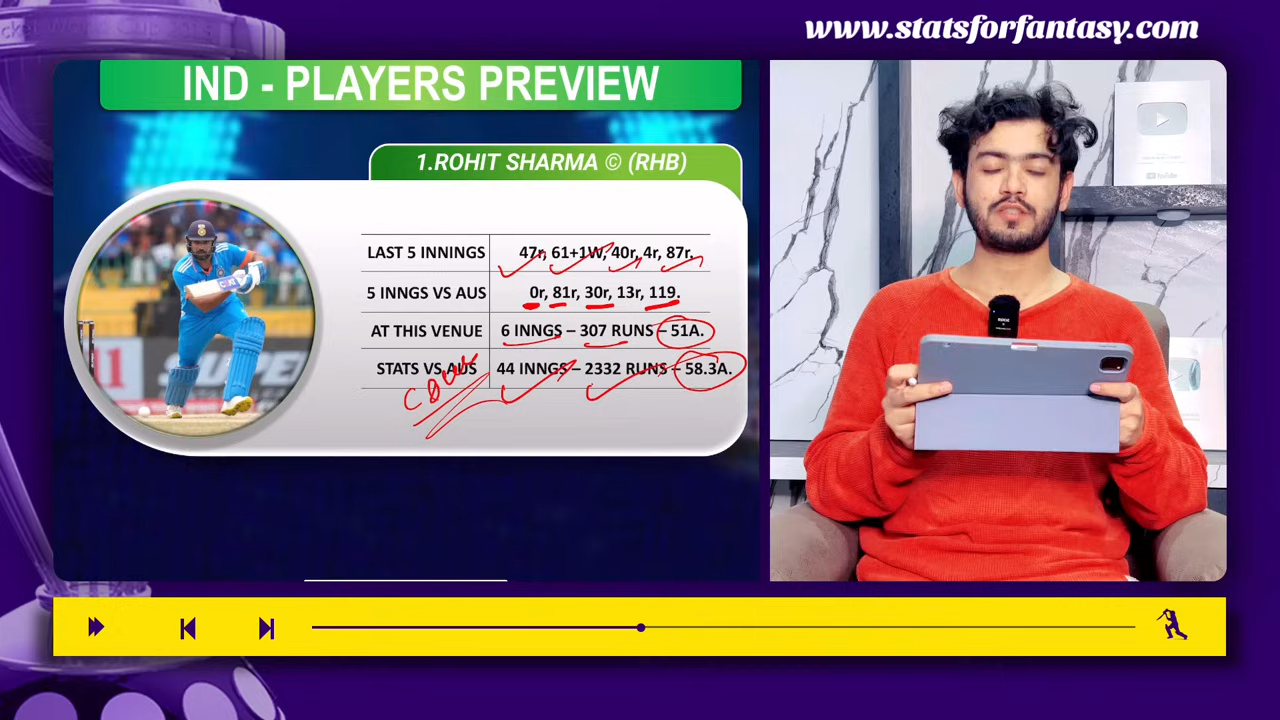 www.statsforfantasy.com
IND - PLAYERS PREVIEW
1.ROHIT SHARMA © (RHB)
LAST 5 INNINGS 47r, 61+1W, 40r, 4r, 87r.
5 INNGS VS AUS 0r, 81r, 30r, 13r, 119.
AT THIS VENUE 6 INNGS – 307 RUNS – 51A.
STATS VS AUS 44 INNGS – 2332 RUNS – 58.3A.
YouTube